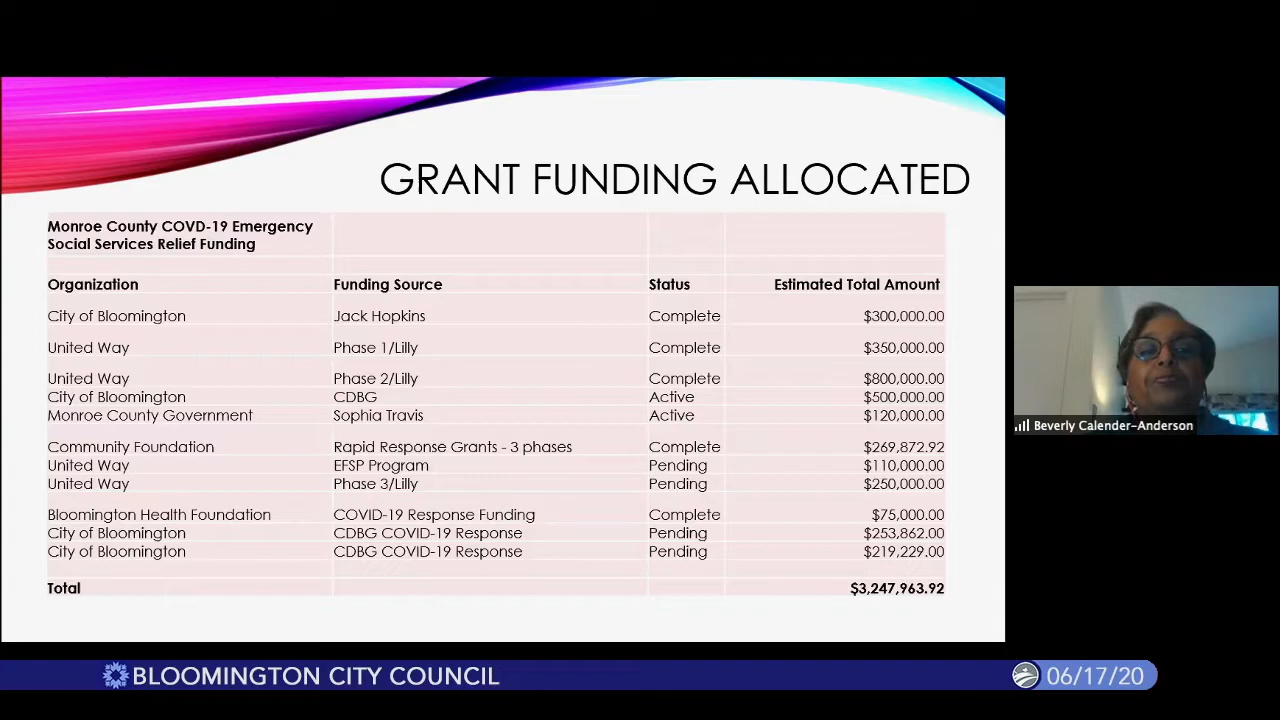 GRANT FUNDING ALLOCATED
Monroe County COVD-19 Emergency
Social Services Relief Funding
Organization Funding Source Status Estimated Total Amount
City of Bloomington Jack Hopkins Complete $300,000.00
United Way Phase 1/Lilly Complete $350,000.00
United Way Phase 2/Lilly Complete $800,000.00
City of Bloomington CDBG Active $500,000.00
Monroe County Government Sophia Travis Active $120,000.00
Community Foundation Rapid Response Grants - 3 phases Complete $269,872.92
United Way EFSP Program Pending $110,000.00
United Way Phase 3/Lilly Pending $250,000.00
Bloomington Health Foundation COVID-19 Response Funding Complete $75,000.00
City of Bloomington CDBG COVID-19 Response Pending $253,862.00
City of Bloomington CDBG COVID-19 Response Pending $219,229.00
Total $3,247,963.92
Beverly Calender-Anderson
BLOOMINGTON CITY COUNCIL
06/17/20